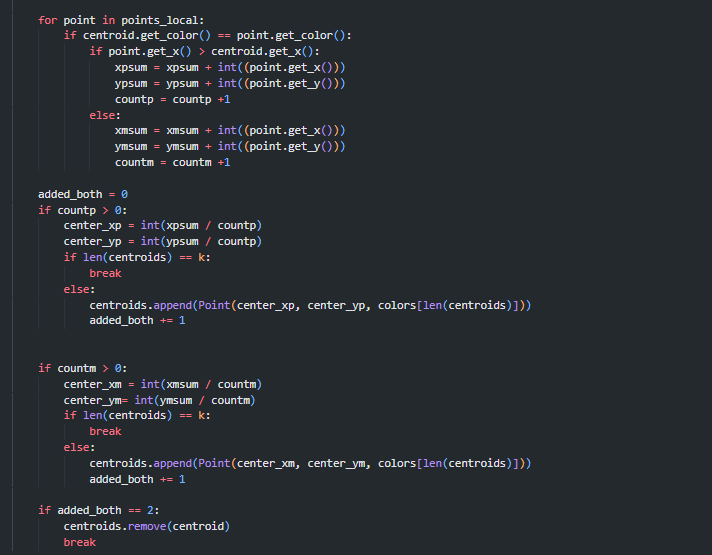 for point in points_local:
if centroid.get_color() == point.get_color():
if point.get_x() > centroid.get_x():
xpsum = xpsum + int((point.get_x()))
ypsum = ypsum + int((point.get_y()))
countp = countp +1
else:
xmsum = xmsum + int((point.get_x()))
ymsum = ymsum + int((point.get_y()))
countm = countm +1
added_both = 0
if countp > 0:
center_xp = int(xpsum / countp)
center_yp = int(ypsum / countp)
if len(centroids) == k:
break
else:
centroids.append(Point(center_xp, center_yp, colors[len(centroids)]))
added_both += 1
if countm > 0:
center_xm = int(xmsum / countm)
center_ym= int(ymsum / countm)
if len(centroids) == k:
break
else:
centroids.append(Point(center_xm, center_ym, colors[len(centroids)]))
added_both += 1
if added_both == 2:
centroids.remove(centroid)
break